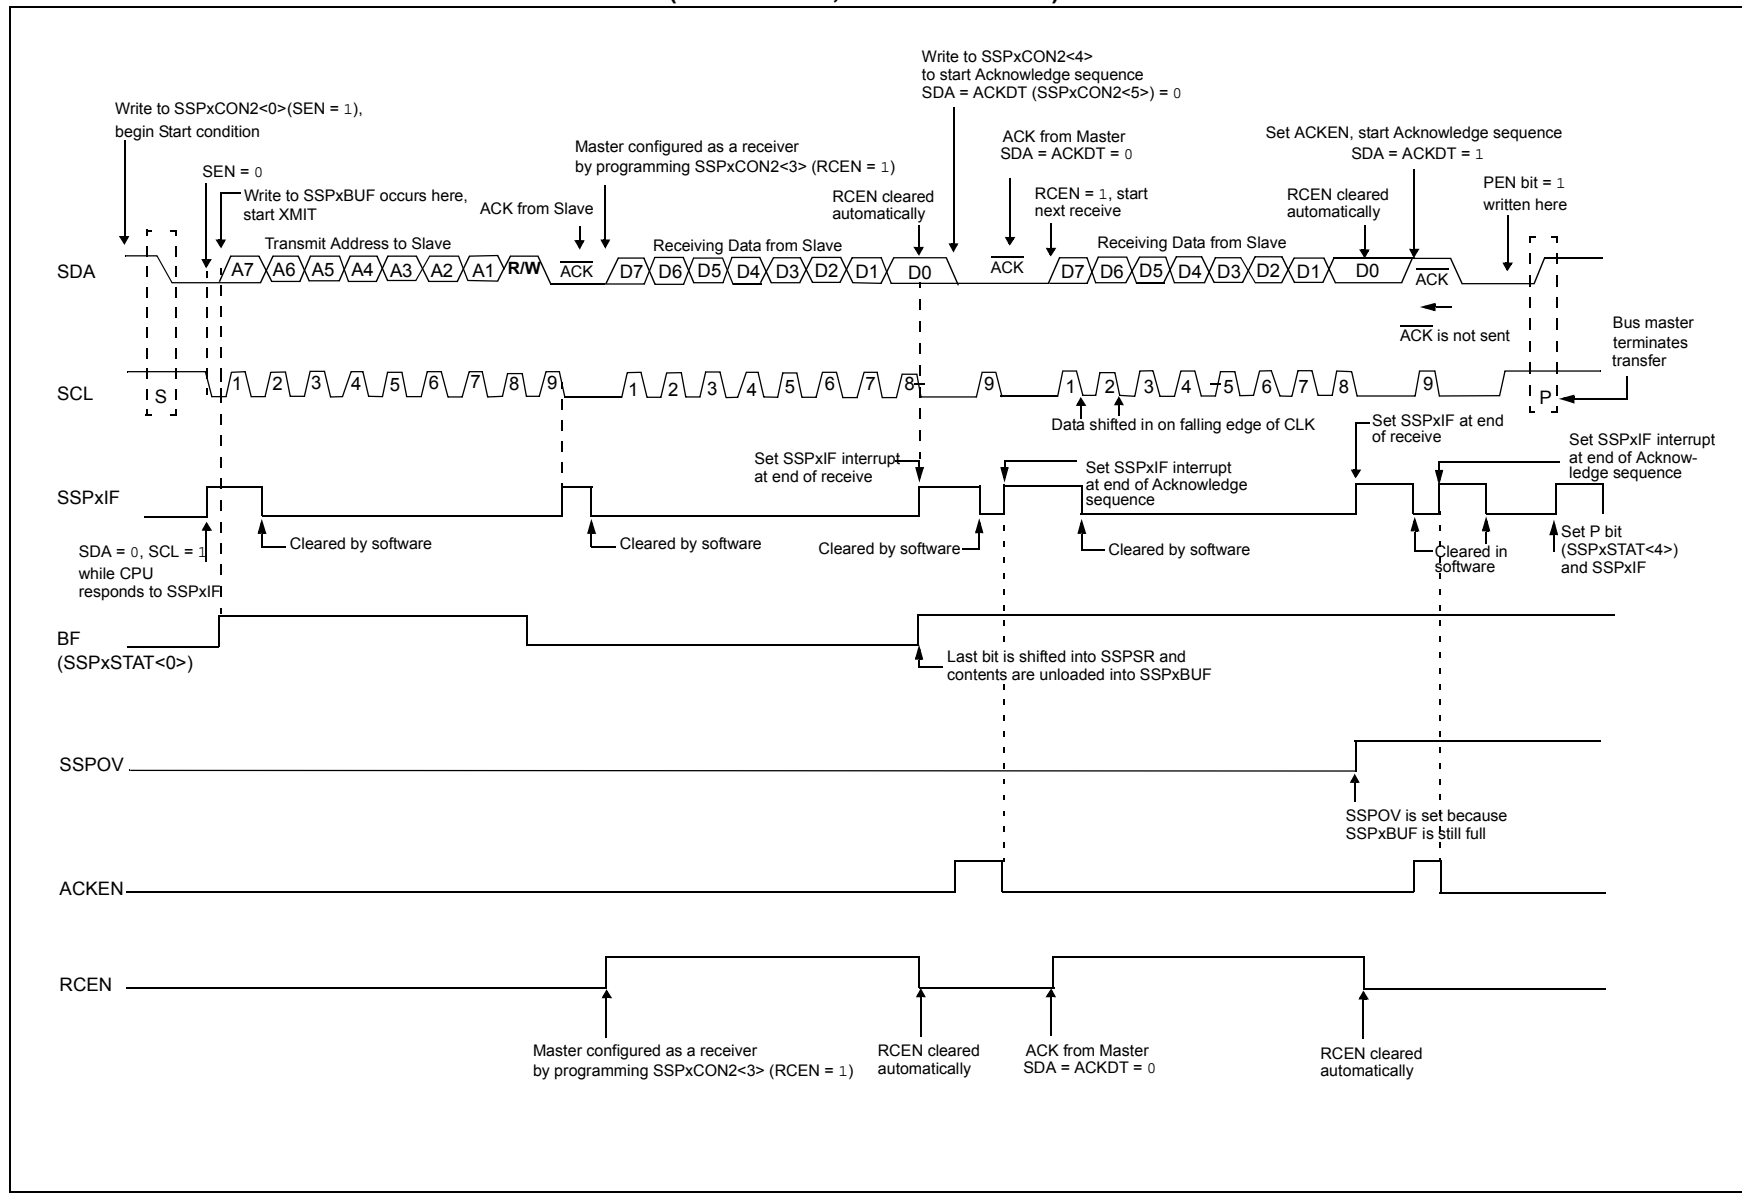 Write to SSPxCON2<4>
to start Acknowledge sequence
SDA = ACKDT (SSPxCON2<5>) = 0
Write to SSPxCON2<0>(SEN = 1),
begin Start condition
ACK from Master
SDA = ACKDT = 0
Set ACKEN, start Acknowledge sequence
SDA = ACKDT = 1
Master configured as a receiver
by programming SSPxCON2<3> (RCEN = 1)
SEN = 0
PEN bit = 1
written here
Write to SSPxBUF occurs here,
start XMIT
ACK from Slave
RCEN cleared
automatically
RCEN = 1, start
next receive
RCEN cleared
automatically
Transmit Address to Slave
Receiving Data from Slave
Receiving Data from Slave
SDA
A7 A6 A5 A4 A3 A2 A1 R/W ACK D7 D6 D5 D4 D3 D2 D1 D0 ACK D7 D6 D5 D4 D3 D2 D1 D0 ACK
ACK is not sent
Bus master
terminates
transfer
SCL
S 1 2 3 4 5 6 7 8 9 1 2 3 4 5 6 7 8 9 1 2 3 4 5 6 7 8 9 P
Data shifted in on falling edge of CLK
Set SSPxIF at end
of receive
Set SSPxIF interrupt
at end of receive
Set SSPxIF interrupt
at end of Acknowledge
sequence
Set SSPxIF interrupt
at end of Acknow-
ledge sequence
SSPxIF
SDA = 0, SCL = 1
while CPU
responds to SSPxIF
Cleared by software
Cleared by software
Cleared by software
Cleared by software
Cleared in
software
Set P bit
(SSPxSTAT<4>)
and SSPxIF
BF
(SSPxSTAT<0>)
Last bit is shifted into SSPSR and
contents are unloaded into SSPxBUF
SSPOV
SSPOV is set because
SSPxBUF is still full
ACKEN
RCEN
Master configured as a receiver
by programming SSPxCON2<3> (RCEN = 1)
RCEN cleared
automatically
ACK from Master
SDA = ACKDT = 0
RCEN cleared
automatically